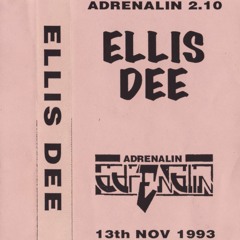 ELLIS DEE
ADRENALIN 2.10
ELLIS
DEE
ADRENALIN
adrEnalin
13th NOV 1993